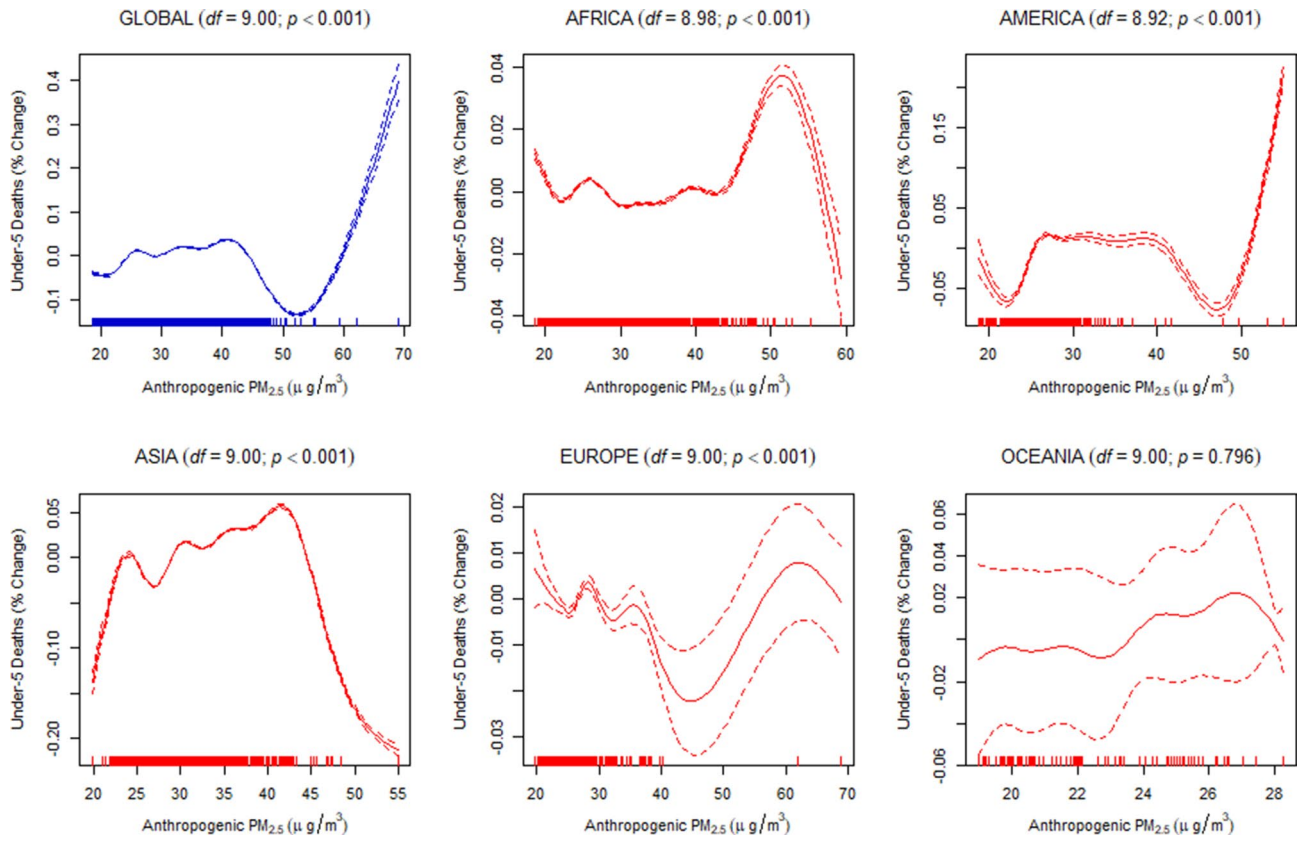 GLOBAL (df = 9.00; p < 0.001)
Under-5 Deaths (% Change)
0.4
0.3
0.2
0.1
0.0
-0.1
20 30 40 50 60 70
Anthropogenic PM2.5 (μ g/m3)
AFRICA (df = 8.98; p < 0.001)
Under-5 Deaths (% Change)
0.04
0.02
0.00
-0.02
-0.04
20 30 40 50 60
Anthropogenic PM2.5 (μ g/m3)
AMERICA (df = 8.92; p < 0.001)
Under-5 Deaths (% Change)
0.15
0.05
-0.05
20 30 40 50
Anthropogenic PM2.5 (μ g/m3)
ASIA (df = 9.00; p < 0.001)
Under-5 Deaths (% Change)
0.05
0.00
-0.10
-0.20
20 25 30 35 40 45 50 55
Anthropogenic PM2.5 (μ g/m3)
EUROPE (df = 9.00; p < 0.001)
Under-5 Deaths (% Change)
0.02
0.01
0.00
-0.01
-0.03
20 30 40 50 60 70
Anthropogenic PM2.5 (μ g/m3)
OCEANIA (df = 9.00; p = 0.796)
Under-5 Deaths (% Change)
0.06
0.04
0.02
-0.02
-0.06
20 22 24 26 28
Anthropogenic PM2.5 (μ g/m3)